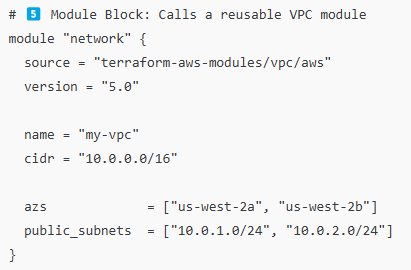 # 5️⃣ Module Block: Calls a reusable VPC module
module "network" {
  source = "terraform-aws-modules/vpc/aws"
  version = "5.0"

  name = "my-vpc"
  cidr = "10.0.0.0/16"

  azs            = ["us-west-2a", "us-west-2b"]
  public_subnets  = ["10.0.1.0/24", "10.0.2.0/24"]
}